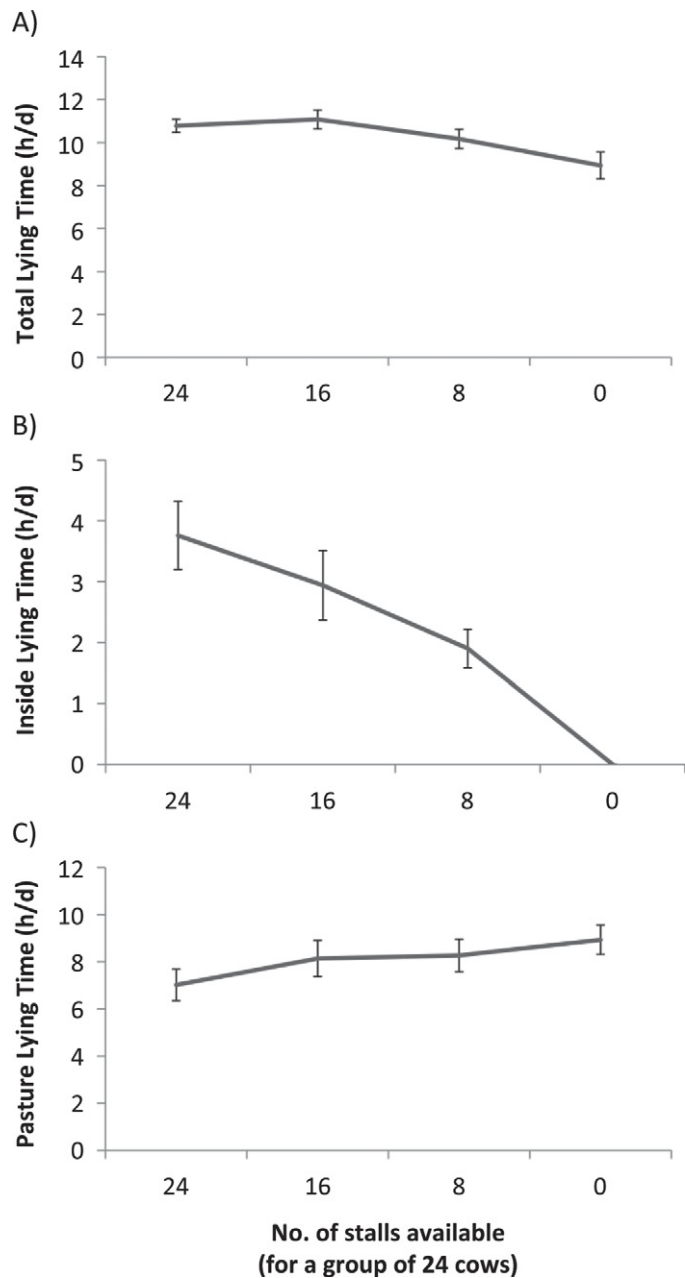 A)
Total Lying Time (h/d)
14
12
10
8
6
4
2
0
24 16 8 0
B)
Inside Lying Time (h/d)
5
4
3
2
1
0
24 16 8 0
C)
Pasture Lying Time (h/d)
12
10
8
6
4
2
0
24 16 8 0
No. of stalls available
(for a group of 24 cows)